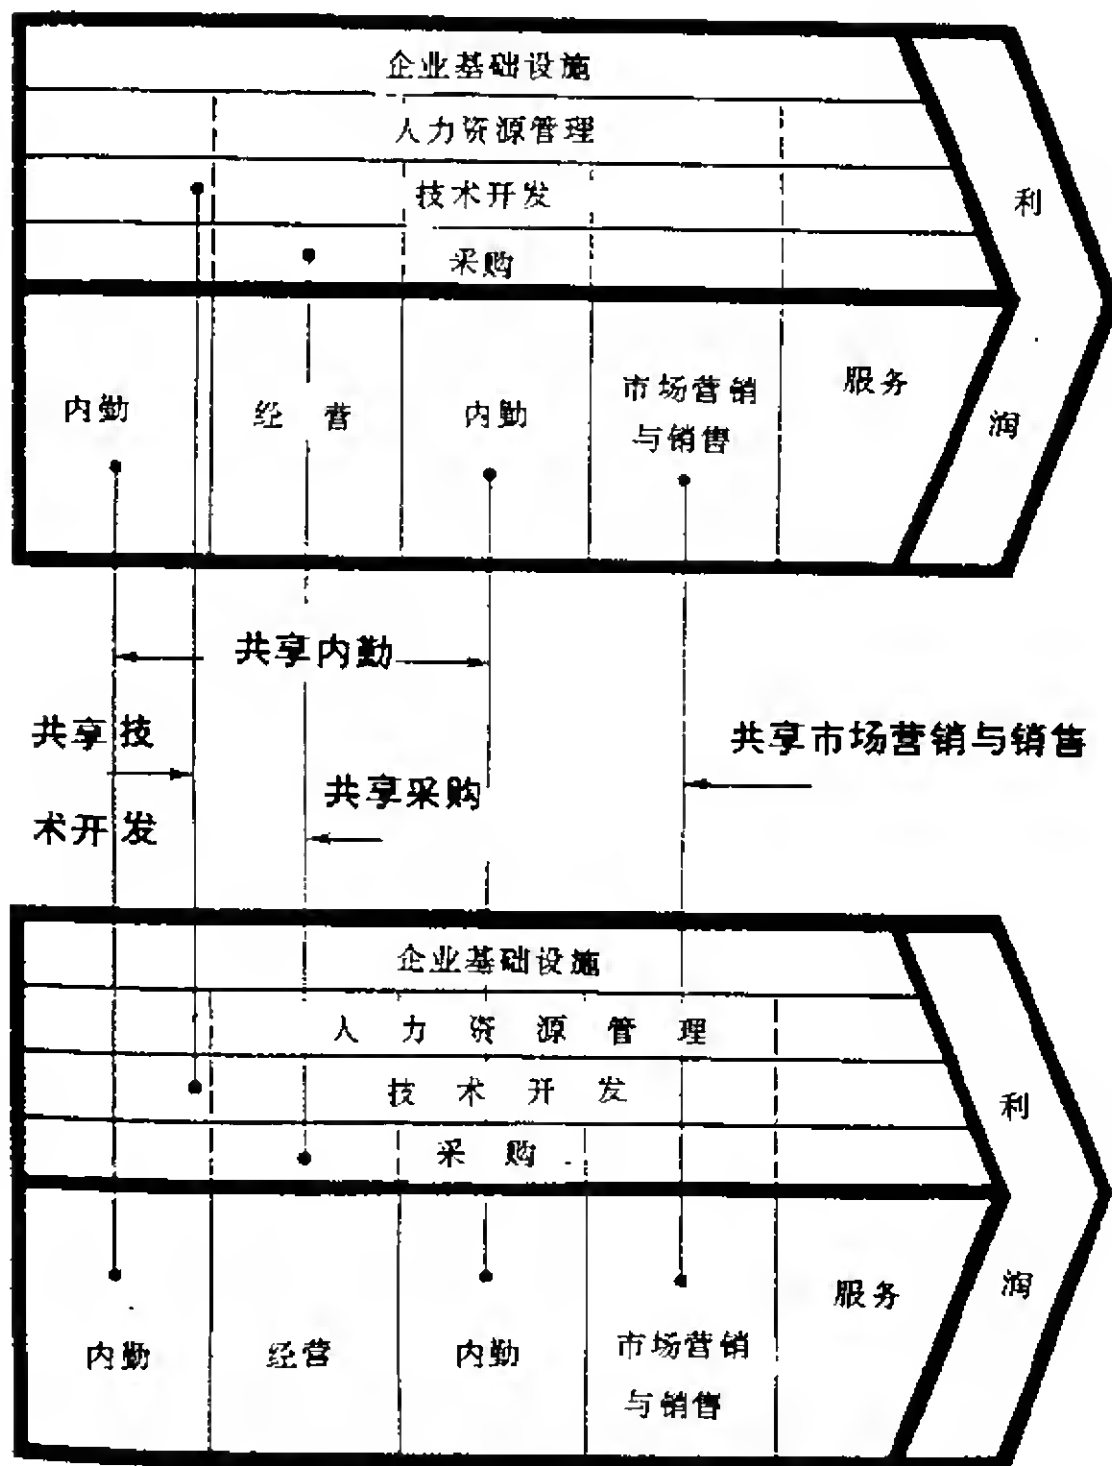 企业基础设施
人力资源管理
技术开发
采购
利
润
内勤
经营
内勤
市场营销
与销售
服务
共享内勤
共享技
术开发
共享采购
共享市场营销与销售
企业基础设施
人力资源管理
技术开发
采购
利
润
内勤
经营
内勤
市场营销
与销售
服务